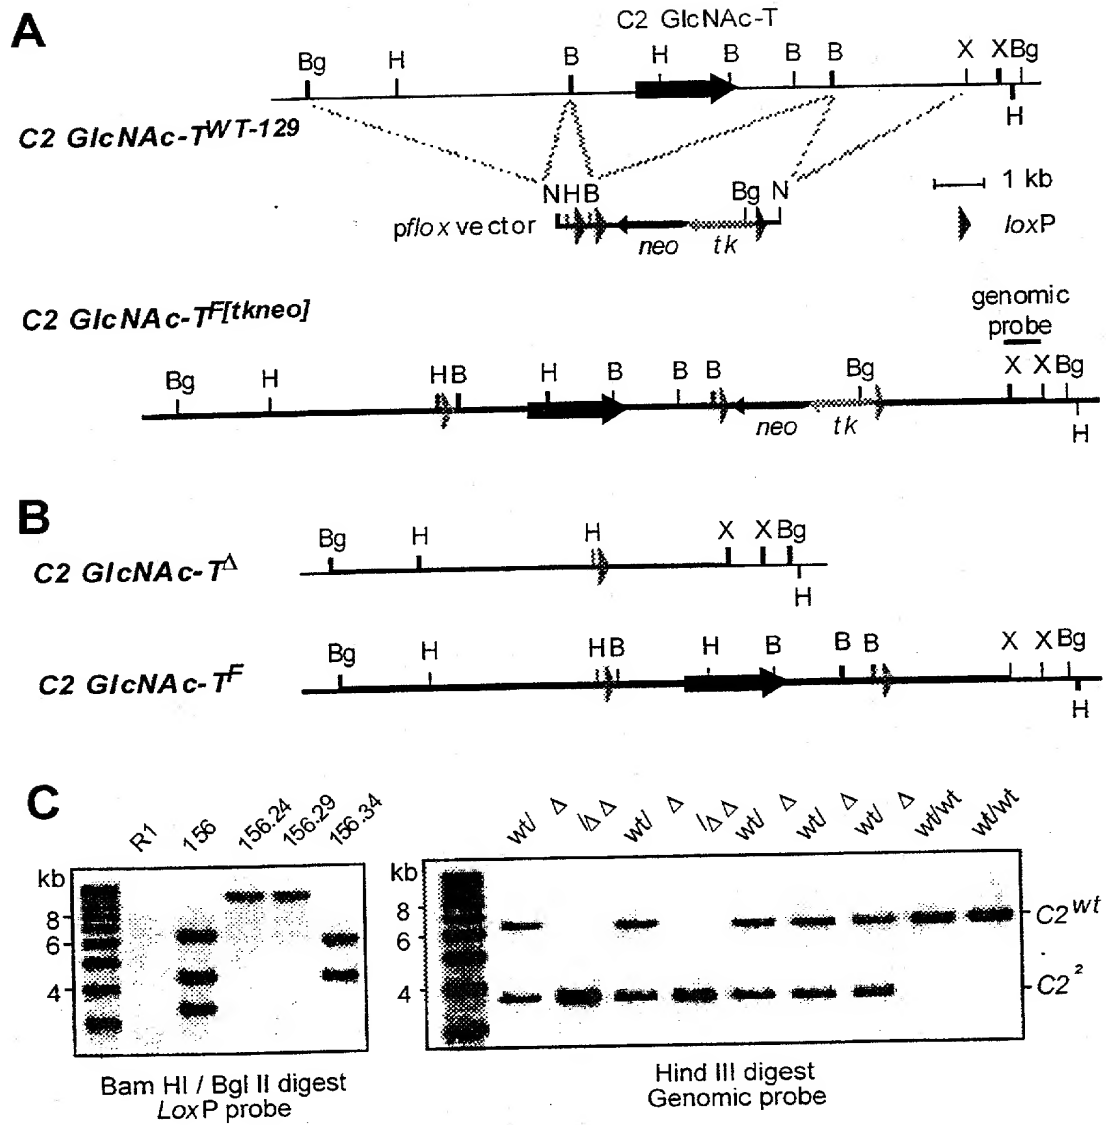 A
C2 GlcNAc-T
Bg H B H B B B X X Bg
H
C2 GlcNAc-TWT-129
N H B Bg N
1 kb
pflox vector
neo tk
loxP
C2 GlcNAc-TF[tkneo]
genomic
probe
Bg H H B H B B B Bg X X Bg
neo tk
H
B
Bg H H X X Bg
C2 GlcNAc-TΔ
H
Bg H H B H B B B X X Bg
C2 GlcNAc-TF
H
C
R1 156 156.24 156.29 156.34
wt/Δ /ΔΔ wt/Δ /ΔΔ wt/Δ wt/Δ wt/Δ wt/wt wt/wt
kb
8
6
4
kb
8
6
4
C2wt
C2²
Bam HI / Bgl II digest
LoxP probe
Hind III digest
Genomic probe